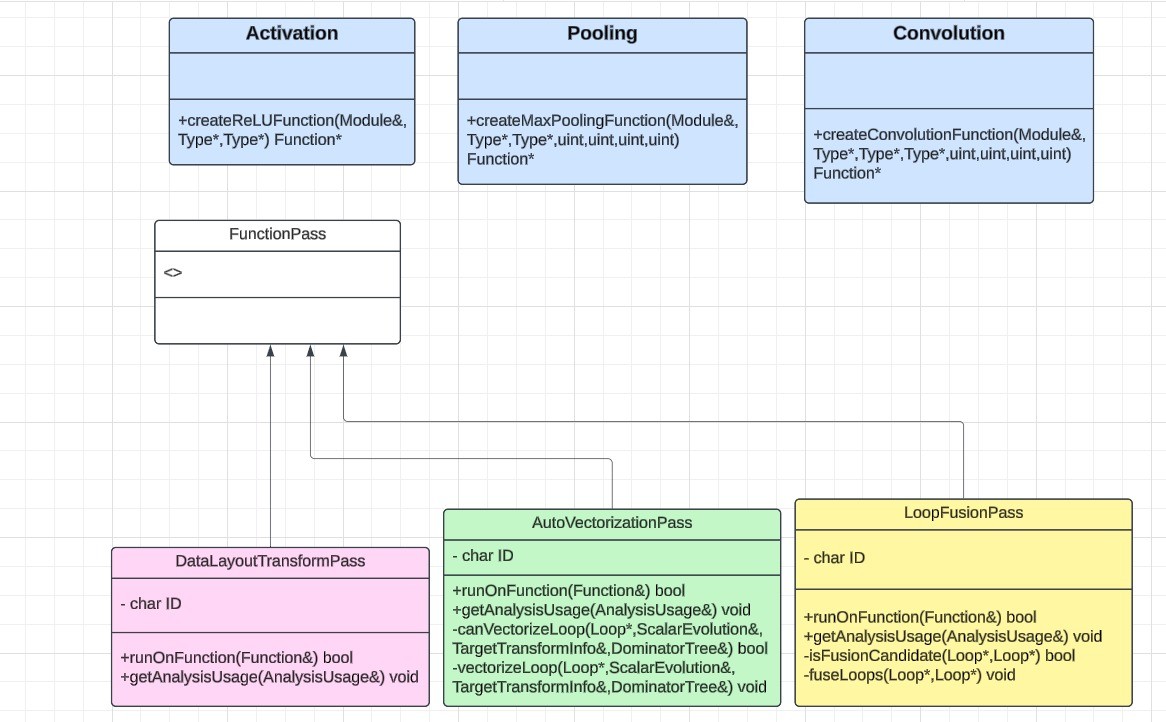 Activation
+createReLUFunction(Module&,
Type*,Type*) Function*
Pooling
+createMaxPoolingFunction(Module&,
Type*,Type*,uint,uint,uint,uint)
Function*
Convolution
+createConvolutionFunction(Module&,
Type*,Type*,Type*,uint,uint,uint,uint)
Function*
FunctionPass
<>
DataLayoutTransformPass
- char ID
+runOnFunction(Function&) bool
+getAnalysisUsage(AnalysisUsage&) void
AutoVectorizationPass
- char ID
+runOnFunction(Function&) bool
+getAnalysisUsage(AnalysisUsage&) void
-canVectorizeLoop(Loop*,ScalarEvolution&,
TargetTransformInfo&,DominatorTree&) bool
-vectorizeLoop(Loop*,ScalarEvolution&,
TargetTransformInfo&,DominatorTree&) void
LoopFusionPass
- char ID
+runOnFunction(Function&) bool
+getAnalysisUsage(AnalysisUsage&) void
-isFusionCandidate(Loop*,Loop*) bool
-fuseLoops(Loop*,Loop*) void